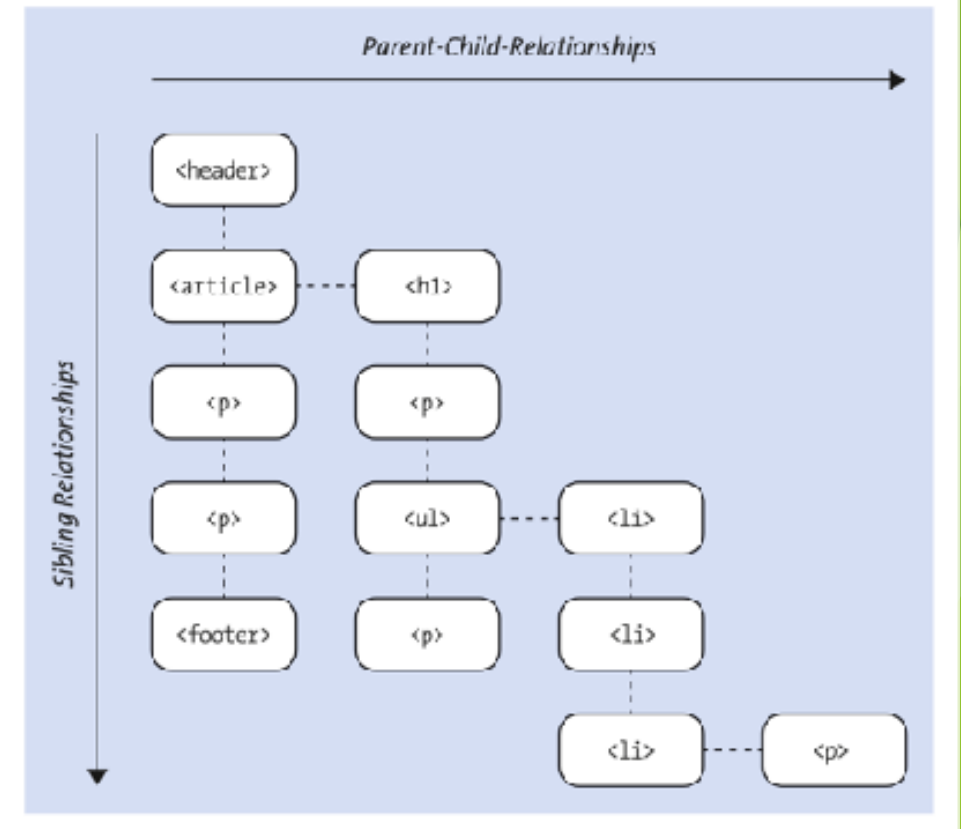 Parent-Child-Relationships
Sibling Relationships
<header>
<article>
<h1>
<p>
<p>
<p>
<ul>
<li>
<footer>
<p>
<li>
<li>
<p>